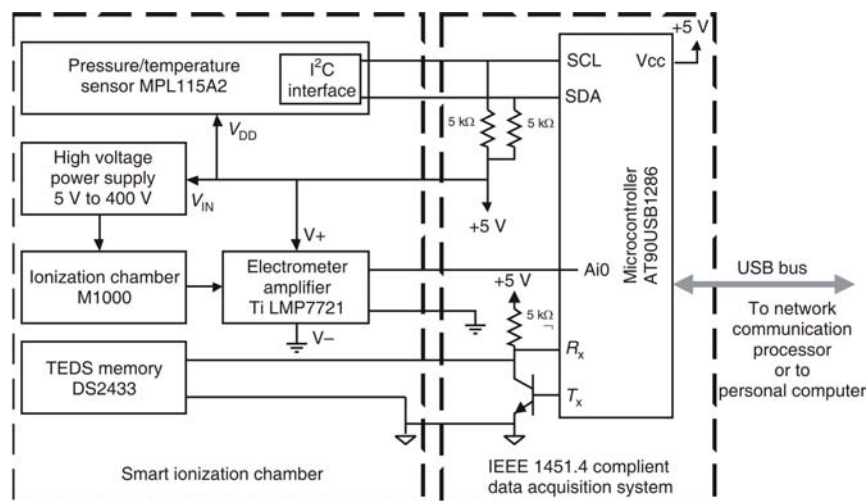 Pressure/temperature
sensor MPL115A2
I²C
interface
V_DD
High voltage
power supply
5 V to 400 V
V_IN
V+
Ionization chamber
M1000
Electrometer
amplifier
Ti LMP7721
V–
TEDS memory
DS2433
Smart ionization chamber
SCL
SDA
5 kΩ
5 kΩ
+5 V
Ai0
+5 V
5 kΩ
R_x
T_x
Vcc
+5 V
Microcontroller
AT90USB1286
IEEE 1451.4 complient
data acquisition system
USB bus
To network
communication
processor
or to
personal computer